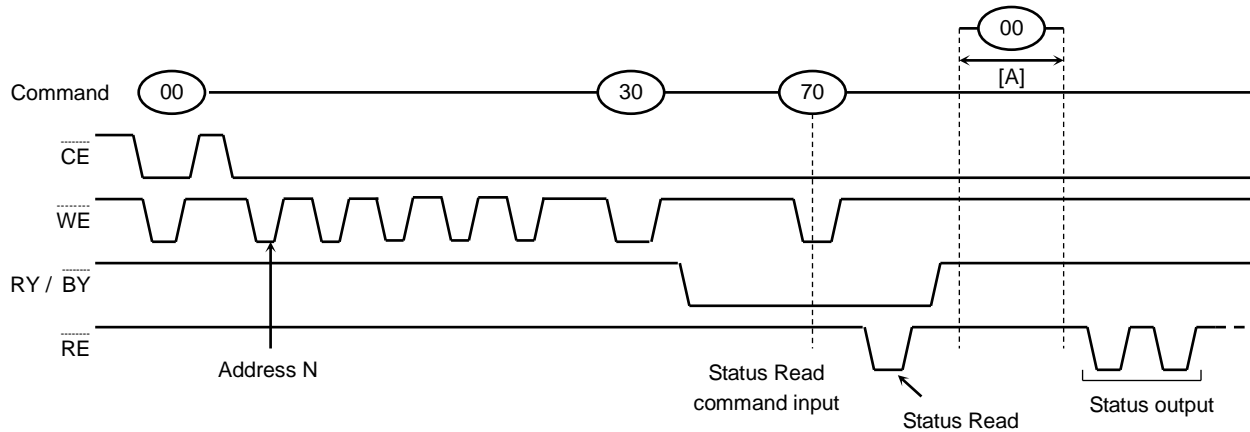 00
[A]
Command 00 30 70
CE
WE
RY / BY
RE
Address N
Status Read
command input
Status Read
Status output